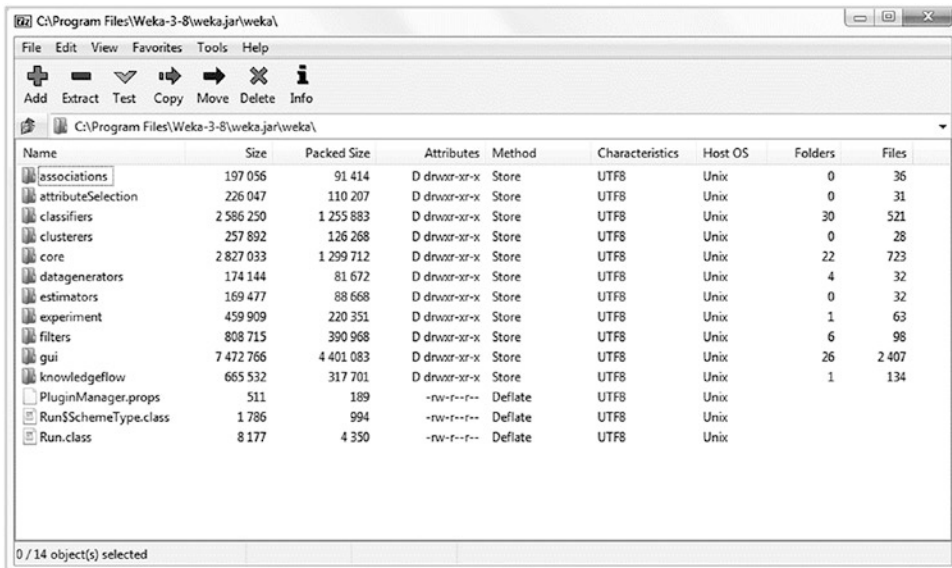 7z C:\Program Files\Weka-3-8\weka.jar\weka\
File Edit View Favorites Tools Help
Add Extract Test Copy Move Delete Info
C:\Program Files\Weka-3-8\weka.jar\weka\
Name Size Packed Size Attributes Method Characteristics Host OS Folders Files
associations 197 056 91 414 D drwxr-xr-x Store UTF8 Unix 0 36
attributeSelection 226 047 110 207 D drwxr-xr-x Store UTF8 Unix 0 31
classifiers 2 586 250 1 255 883 D drwxr-xr-x Store UTF8 Unix 30 521
clusterers 257 892 126 268 D drwxr-xr-x Store UTF8 Unix 0 28
core 2 827 033 1 299 712 D drwxr-xr-x Store UTF8 Unix 22 723
datagenerators 174 144 81 672 D drwxr-xr-x Store UTF8 Unix 4 32
estimators 169 477 88 668 D drwxr-xr-x Store UTF8 Unix 0 32
experiment 459 909 220 351 D drwxr-xr-x Store UTF8 Unix 1 63
filters 808 715 390 968 D drwxr-xr-x Store UTF8 Unix 6 98
gui 7 472 766 4 401 083 D drwxr-xr-x Store UTF8 Unix 26 2 407
knowledgeflow 665 532 317 701 D drwxr-xr-x Store UTF8 Unix 1 134
PluginManager.props 511 189 -rw-r--r-- Deflate UTF8 Unix
Run$SchemeType.class 1 786 994 -rw-r--r-- Deflate UTF8 Unix
Run.class 8 177 4 350 -rw-r--r-- Deflate UTF8 Unix
0 / 14 object(s) selected